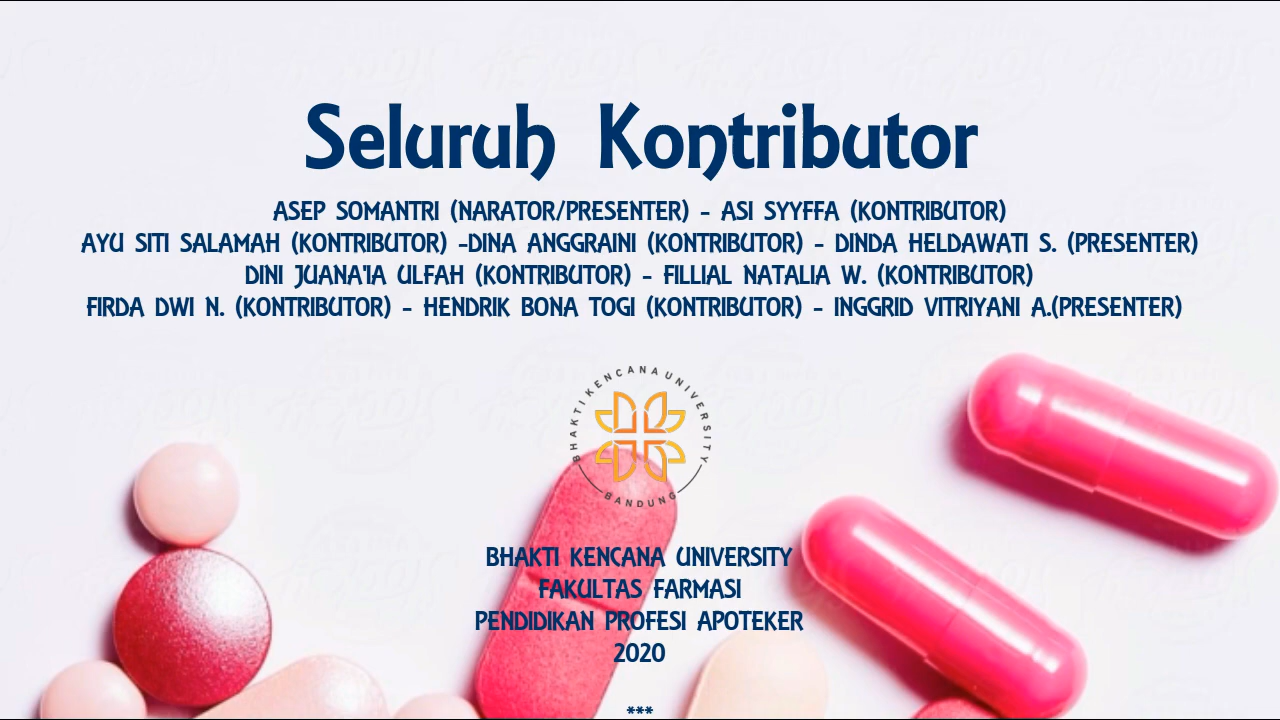 Seluruh Kontributor
ASEP SOMANTRI (NARATOR/PRESENTER) - ASI SYYFFA (KONTRIBUTOR)
AYU SITI SALAMAH (KONTRIBUTOR) -DINA ANGGRAINI (KONTRIBUTOR) - DINDA HELDAWATI S. (PRESENTER)
DINI JUANA'IA ULFAH (KONTRIBUTOR) - FILLIAL NATALIA W. (KONTRIBUTOR)
FIRDA DWI N. (KONTRIBUTOR) - HENDRIK BONA TOGI (KONTRIBUTOR) - INGGRID VITRIYANI A.(PRESENTER)
BHAKTI KENCANA UNIVERSITY
BANDUNG
BHAKTI KENCANA UNIVERSITY
FAKULTAS FARMASI
PENDIDIKAN PROFESI APOTEKER
2020
***